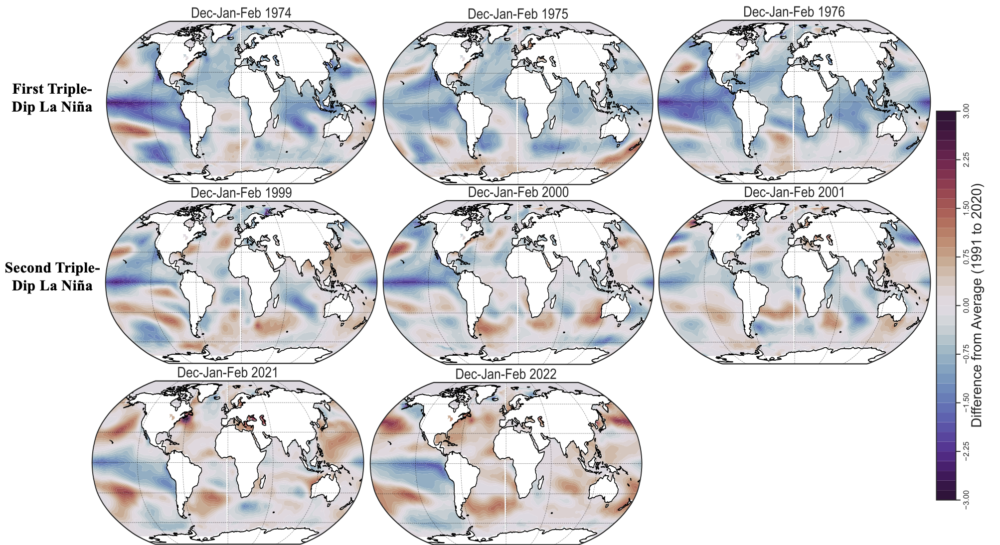 Dec-Jan-Feb 1974
Dec-Jan-Feb 1975
Dec-Jan-Feb 1976
First Triple-
Dip La Niña
Dec-Jan-Feb 1999
Dec-Jan-Feb 2000
Dec-Jan-Feb 2001
Second Triple-
Dip La Niña
Dec-Jan-Feb 2021
Dec-Jan-Feb 2022
3.00
2.25
1.50
0.75
0.00
−0.75
−1.50
−2.25
−3.00
Difference from Average (1991 to 2020)